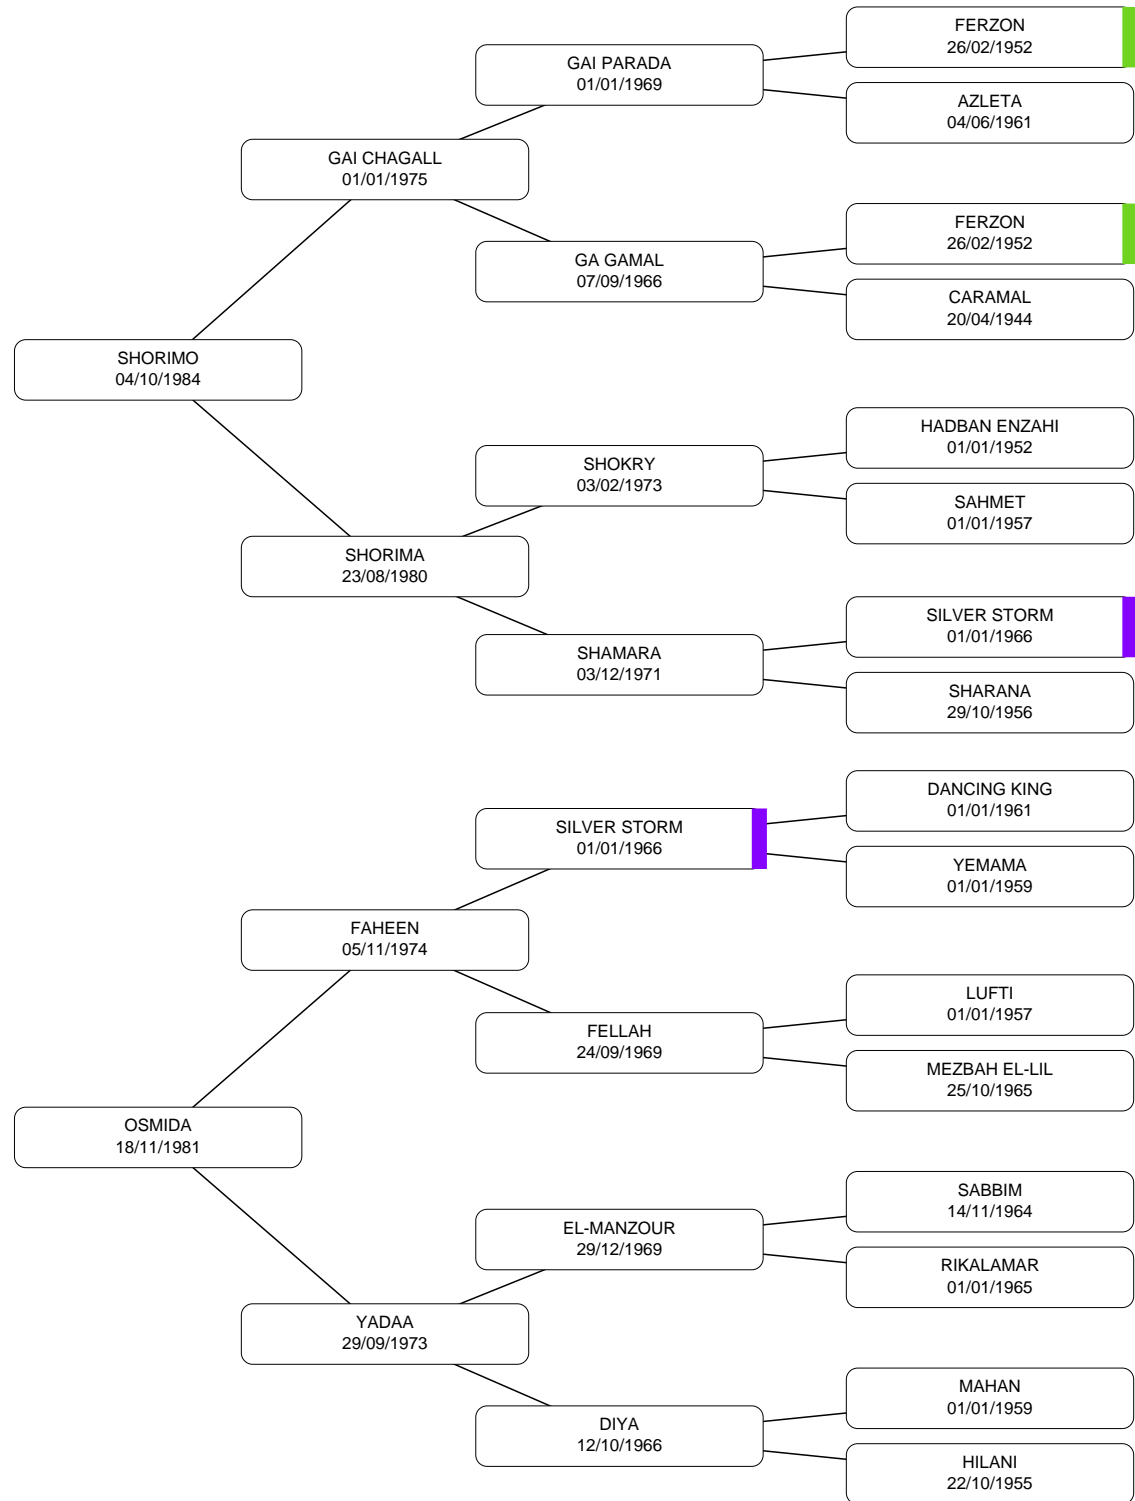 FERZON
26/02/1952
GAI PARADA
01/01/1969
AZLETA
04/06/1961
GAI CHAGALL
01/01/1975
FERZON
26/02/1952
GA GAMAL
07/09/1966
CARAMAL
20/04/1944
SHORIMO
04/10/1984
HADBAN ENZAHI
01/01/1952
SHOKRY
03/02/1973
SAHMET
01/01/1957
SHORIMA
23/08/1980
SILVER STORM
01/01/1966
SHAMARA
03/12/1971
SHARANA
29/10/1956
DANCING KING
01/01/1961
SILVER STORM
01/01/1966
YEMAMA
01/01/1959
FAHEEN
05/11/1974
LUFTI
01/01/1957
FELLAH
24/09/1969
MEZBAH EL-LIL
25/10/1965
OSMIDA
18/11/1981
SABBIM
14/11/1964
EL-MANZOUR
29/12/1969
RIKALAMAR
01/01/1965
YADAA
29/09/1973
MAHAN
01/01/1959
DIYA
12/10/1966
HILANI
22/10/1955